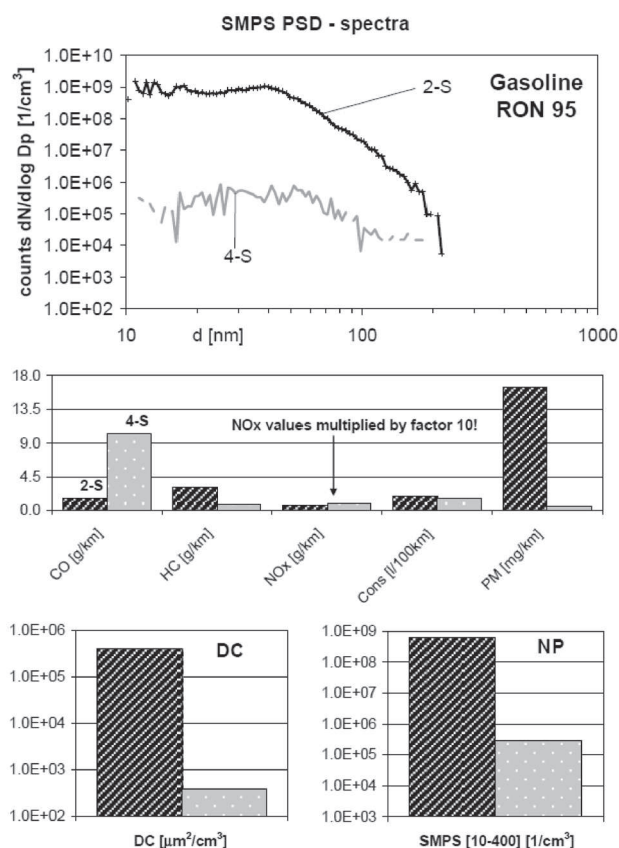 SMPS PSD - spectra
counts dN/dlog Dp [1/cm³]
1.0E+10
1.0E+09
1.0E+08
1.0E+07
1.0E+06
1.0E+05
1.0E+04
1.0E+03
1.0E+02
2-S
Gasoline
RON 95
4-S
10 d [nm] 100 1000
18.0
13.5
9.0
4.5
0.0
4-S
2-S
NOx values multiplied by factor 10!
CO [g/km]
HC [g/km]
NOx [g/km]
Cons [l/100km]
PM [mg/km]
1.0E+06
1.0E+05
1.0E+04
1.0E+03
1.0E+02
DC
DC [µm²/cm³]
1.0E+09
1.0E+08
1.0E+07
1.0E+06
1.0E+05
1.0E+04
1.0E+03
NP
SMPS [10-400] [1/cm³]